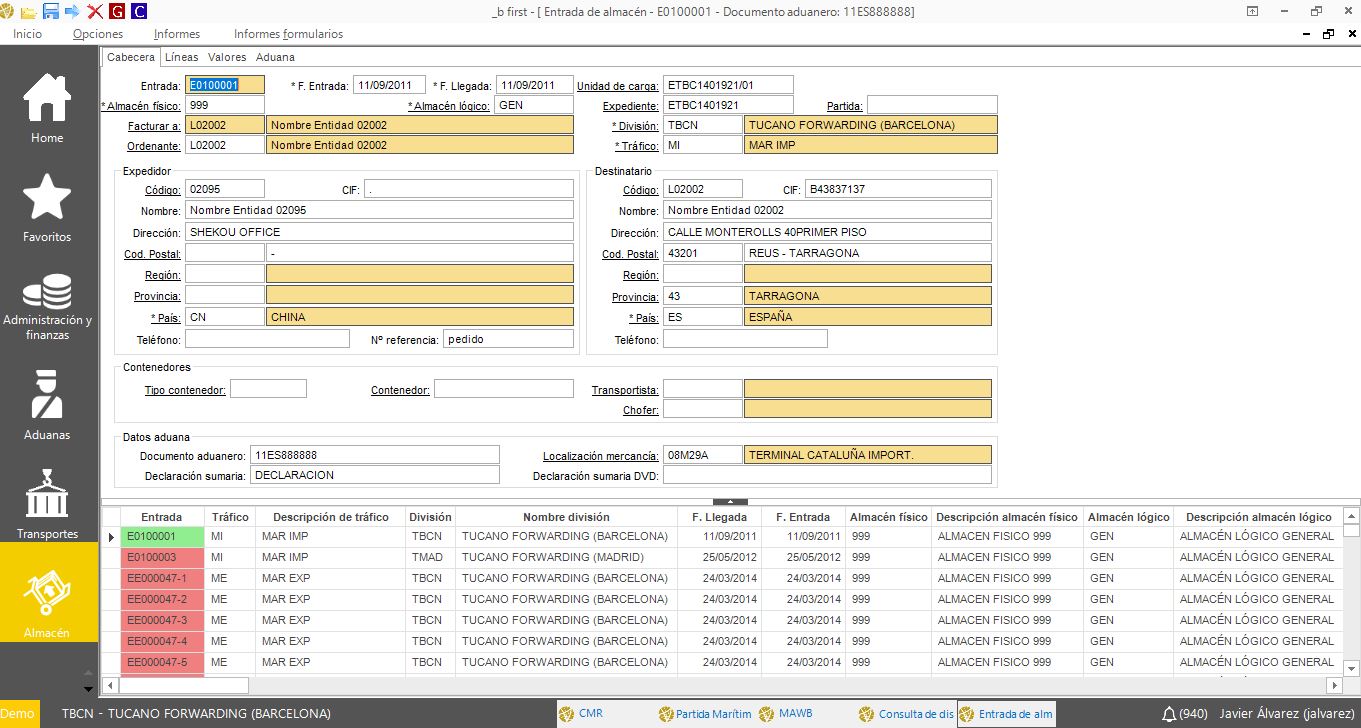 G C _b first - [ Entrada de almacén - E0100001 - Documento aduanero: 11ES888888]
Inicio Opciones Informes Informes formularios
Cabecera Líneas Valores Aduana
Entrada: E0100001 * F. Entrada: 11/09/2011 * F. Llegada: 11/09/2011 Unidad de carga: ETBC1401921/01
* Almacén físico: 999 * Almacén lógico: GEN Expediente: ETBC1401921 Partida:
Facturar a: L02002 Nombre Entidad 02002 * División: TBCN TUCANO FORWARDING (BARCELONA)
Ordenante: L02002 Nombre Entidad 02002 * Tráfico: MI MAR IMP
Expedidor Destinatario
Código: 02095 CIF: . Código: L02002 CIF: B43837137
Nombre: Nombre Entidad 02095 Nombre: Nombre Entidad 02002
Dirección: SHEKOU OFFICE Dirección: CALLE MONTEROLLS 40PRIMER PISO
Cod. Postal: - Cod. Postal: 43201 REUS - TARRAGONA
Región: Región:
Provincia: Provincia: 43 TARRAGONA
* País: CN CHINA * País: ES ESPAÑA
Teléfono: Nº referencia: pedido Teléfono:
Contenedores
Tipo contenedor: Contenedor: Transportista:
Chofer:
Datos aduana
Documento aduanero: 11ES888888 Localización mercancía: 08M29A TERMINAL CATALUÑA IMPORT.
Declaración sumaria: DECLARACION Declaración sumaria DVD:
Home
Favoritos
Administración y
finanzas
Aduanas
Transportes
Almacén
Entrada Tráfico Descripción de tráfico División Nombre división F. Llegada F. Entrada Almacén físico Descripción almacén físico Almacén lógico Descripción almacén lógico
E0100001 MI MAR IMP TBCN TUCANO FORWARDING (BARCELONA) 11/09/2011 11/09/2011 999 ALMACEN FISICO 999 GEN ALMACÉN LÓGICO GENERAL
E0100003 MI MAR IMP TMAD TUCANO FORWARDING (MADRID) 25/05/2012 25/05/2012 999 ALMACEN FISICO 999 GEN ALMACÉN LÓGICO GENERAL
EE000047-1 ME MAR EXP TBCN TUCANO FORWARDING (BARCELONA) 24/03/2014 24/03/2014 999 ALMACEN FISICO 999 GEN ALMACÉN LÓGICO GENERAL
EE000047-2 ME MAR EXP TBCN TUCANO FORWARDING (BARCELONA) 24/03/2014 24/03/2014 999 ALMACEN FISICO 999 GEN ALMACÉN LÓGICO GENERAL
EE000047-3 ME MAR EXP TBCN TUCANO FORWARDING (BARCELONA) 24/03/2014 24/03/2014 999 ALMACEN FISICO 999 GEN ALMACÉN LÓGICO GENERAL
EE000047-4 ME MAR EXP TBCN TUCANO FORWARDING (BARCELONA) 24/03/2014 24/03/2014 999 ALMACEN FISICO 999 GEN ALMACÉN LÓGICO GENERAL
EE000047-5 ME MAR EXP TBCN TUCANO FORWARDING (BARCELONA) 24/03/2014 24/03/2014 999 ALMACEN FISICO 999 GEN ALMACÉN LÓGICO GENERAL
Demo TBCN - TUCANO FORWARDING (BARCELONA) CMR Partida Marítim MAWB Consulta de dis Entrada de alm (940) Javier Álvarez (jalvarez)